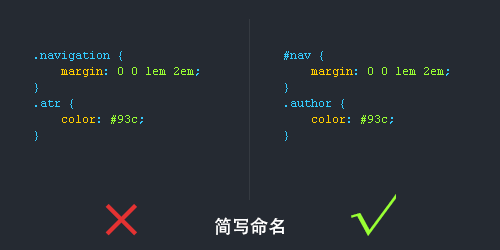 .navigation {
    margin: 0 0 1em 2em;
}
.atr {
    color: #93c;
}
#nav {
    margin: 0 0 1em 2em;
}
.author {
    color: #93c;
}
简写命名